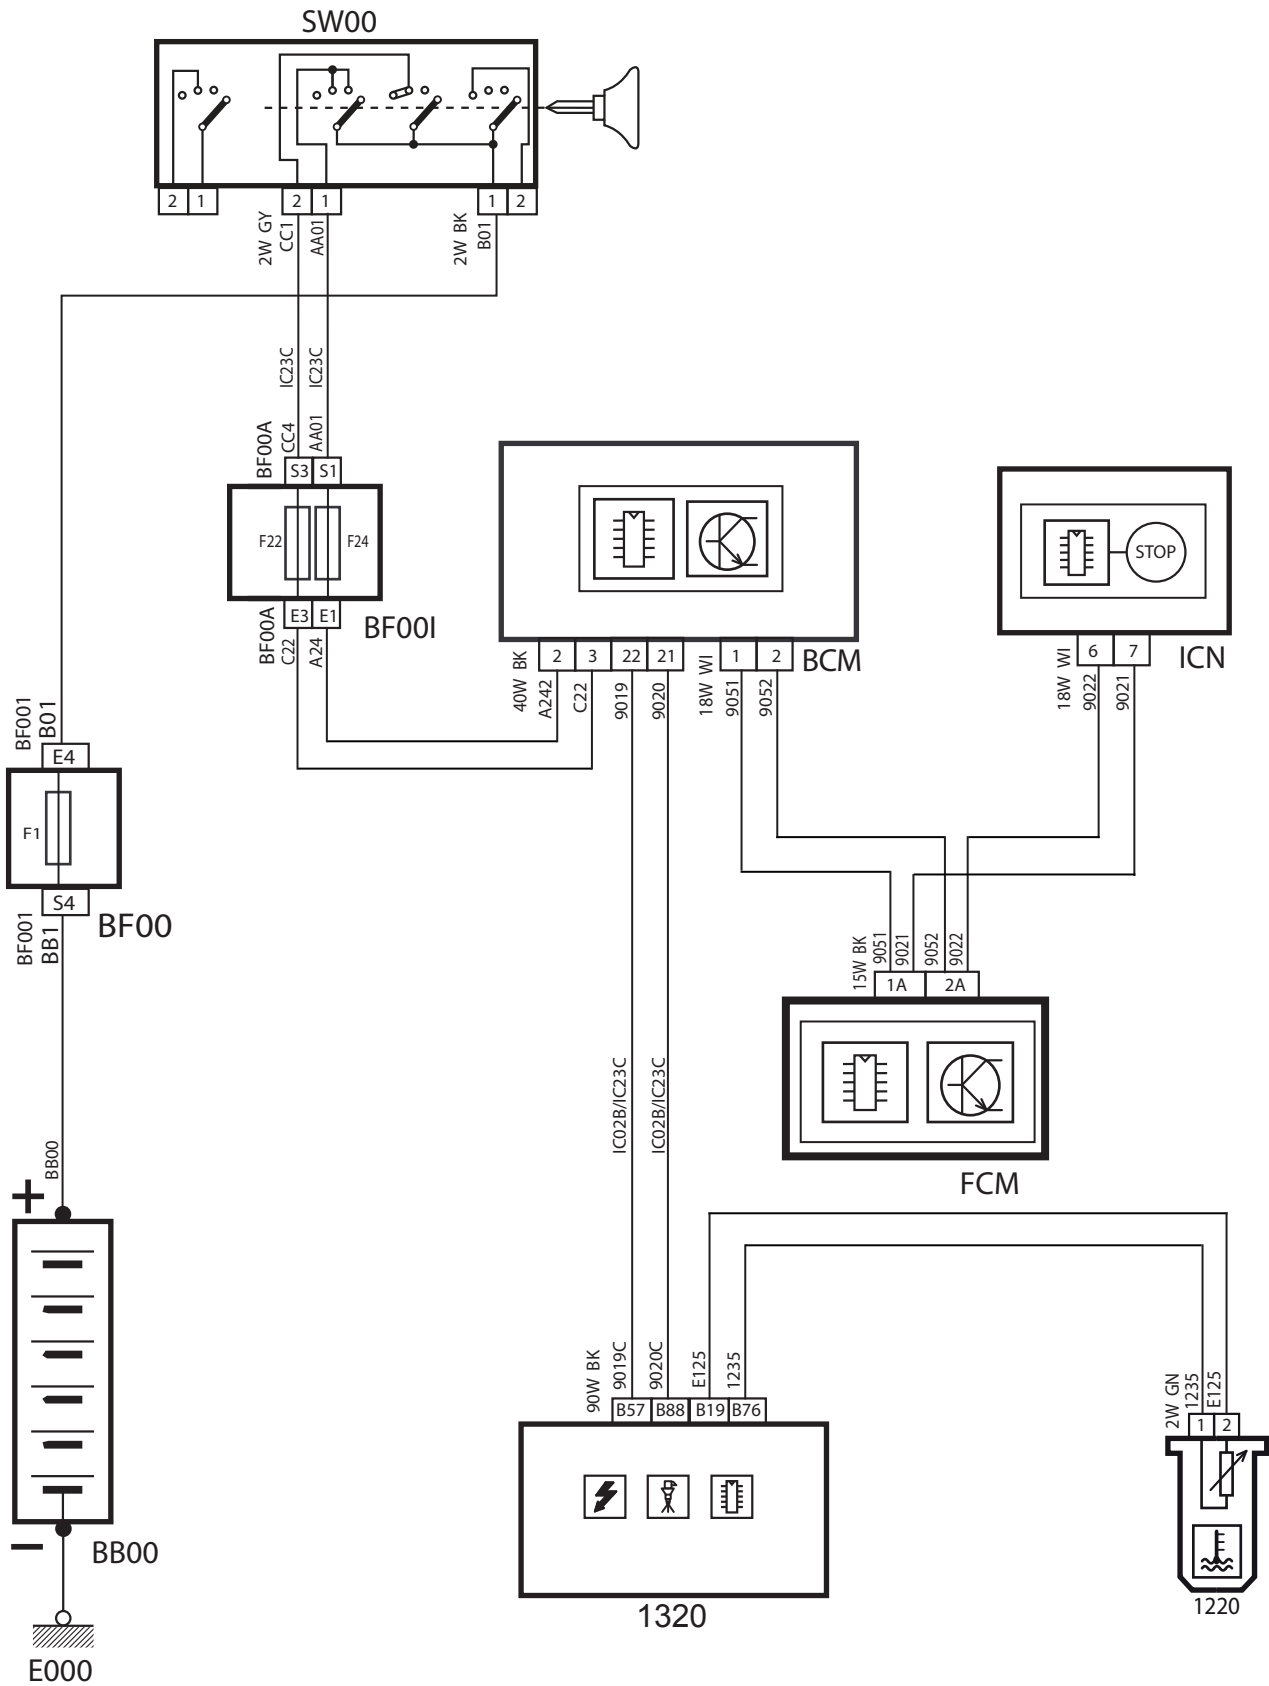 SW00
2 1
2 1
1 2
2W GY
CC1
AA01
2W BK
B01
IC23C
IC23C
BF00A
CC4
AA01
S3 S1
F22
F24
E3 E1
BF00A
C22
A24
BF00I
STOP
2 3 22 21
1 2
BCM
40W BK
A242
C22
9019
9020
18W WI
9051
9052
6 7
ICN
18W WI
9022
9021
BF001
B01
E4
F1
S4
BF00
BF001
BB1
15W BK
9051
9021
9052
9022
1A 2A
FCM
IC02B/IC23C
IC02B/IC23C
BB00
+
−
BB00
E000
90W BK
9019C
9020C
E125
1235
B57 B88 B19 B76
1320
2W GN
1235
E125
1 2
1220